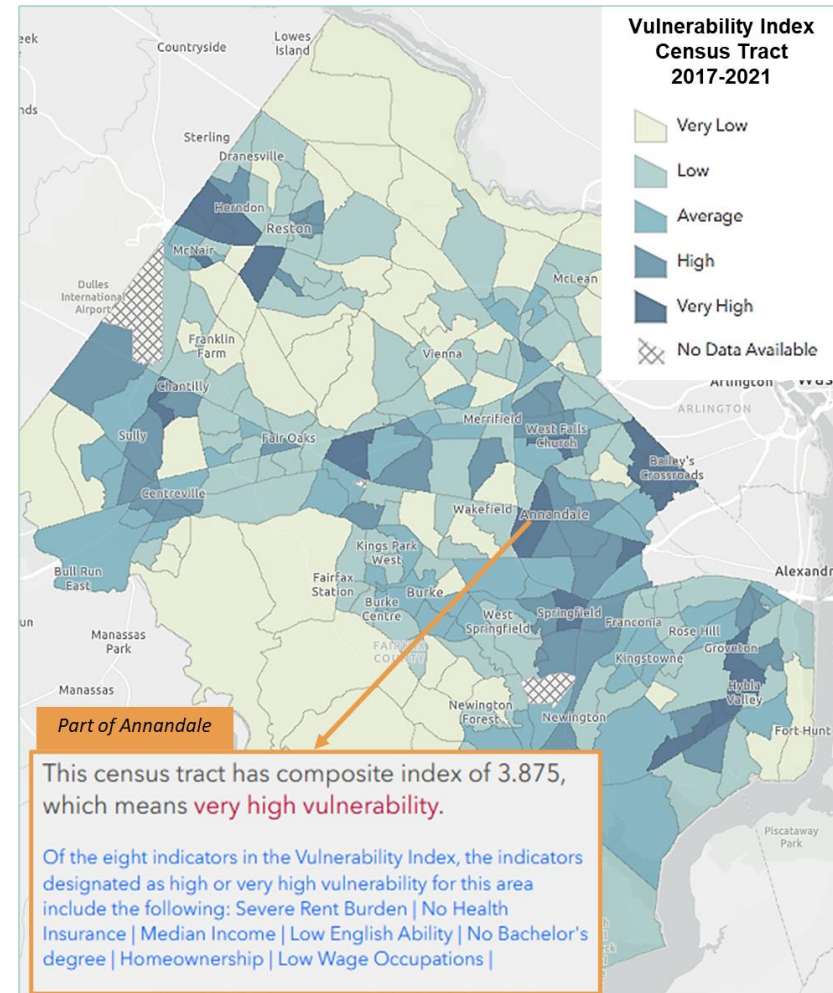 Vulnerability Index
Census Tract
2017-2021
Very Low
Low
Average
High
Very High
No Data Available
eek
Countryside
Lowes
Island
nds
Sterling
Dranesville
Herndon
Reston
McNair
Dulles
International
Airport
McLean
Franklin
Farm
Vienna
Chantilly
Arlington
Was
ARLINGTON
Merrifield
Sully
Fair Oaks
West Falls
Church
Bailey's
Crossroads
Centreville
Wakefield
Annandale
Kings Park
West
Bull Run
East
Fairfax
Station
Burke
Burke
Centre
Alexandr
West
Springfield
Springfield
Franconia
Rose Hill
un
Manassas
Park
FAIRFAX
COUNTY
Kingstowne
Groveton
Manassas
Hybla
Valley
Newington
Forest
Newington
Fort Hunt
Part of Annandale
This census tract has composite index of 3.875,
which means very high vulnerability.
Of the eight indicators in the Vulnerability Index, the indicators
designated as high or very high vulnerability for this area
include the following: Severe Rent Burden | No Health
Insurance | Median Income | Low English Ability | No Bachelor's
degree | Homeownership | Low Wage Occupations |
Piscataway
Park